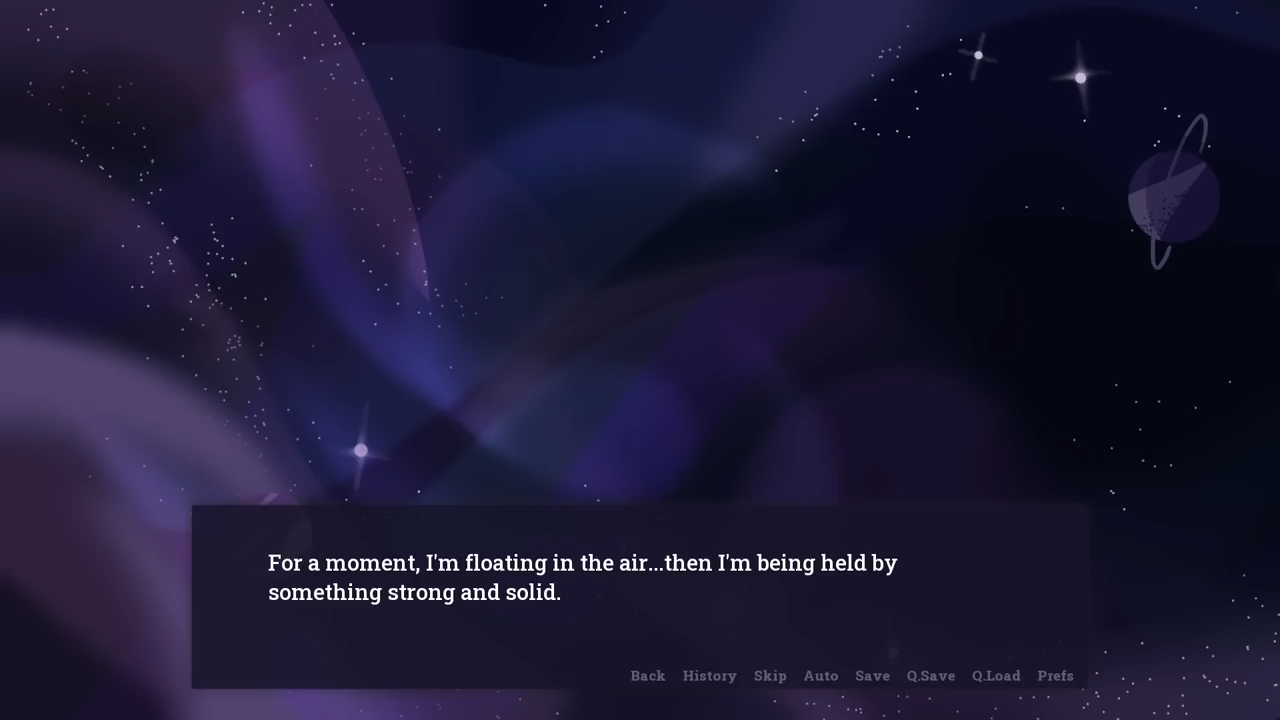 For a moment, I'm floating in the air...then I'm being held by
something strong and solid.
Back History Skip Auto Save Q.Save Q.Load Prefs